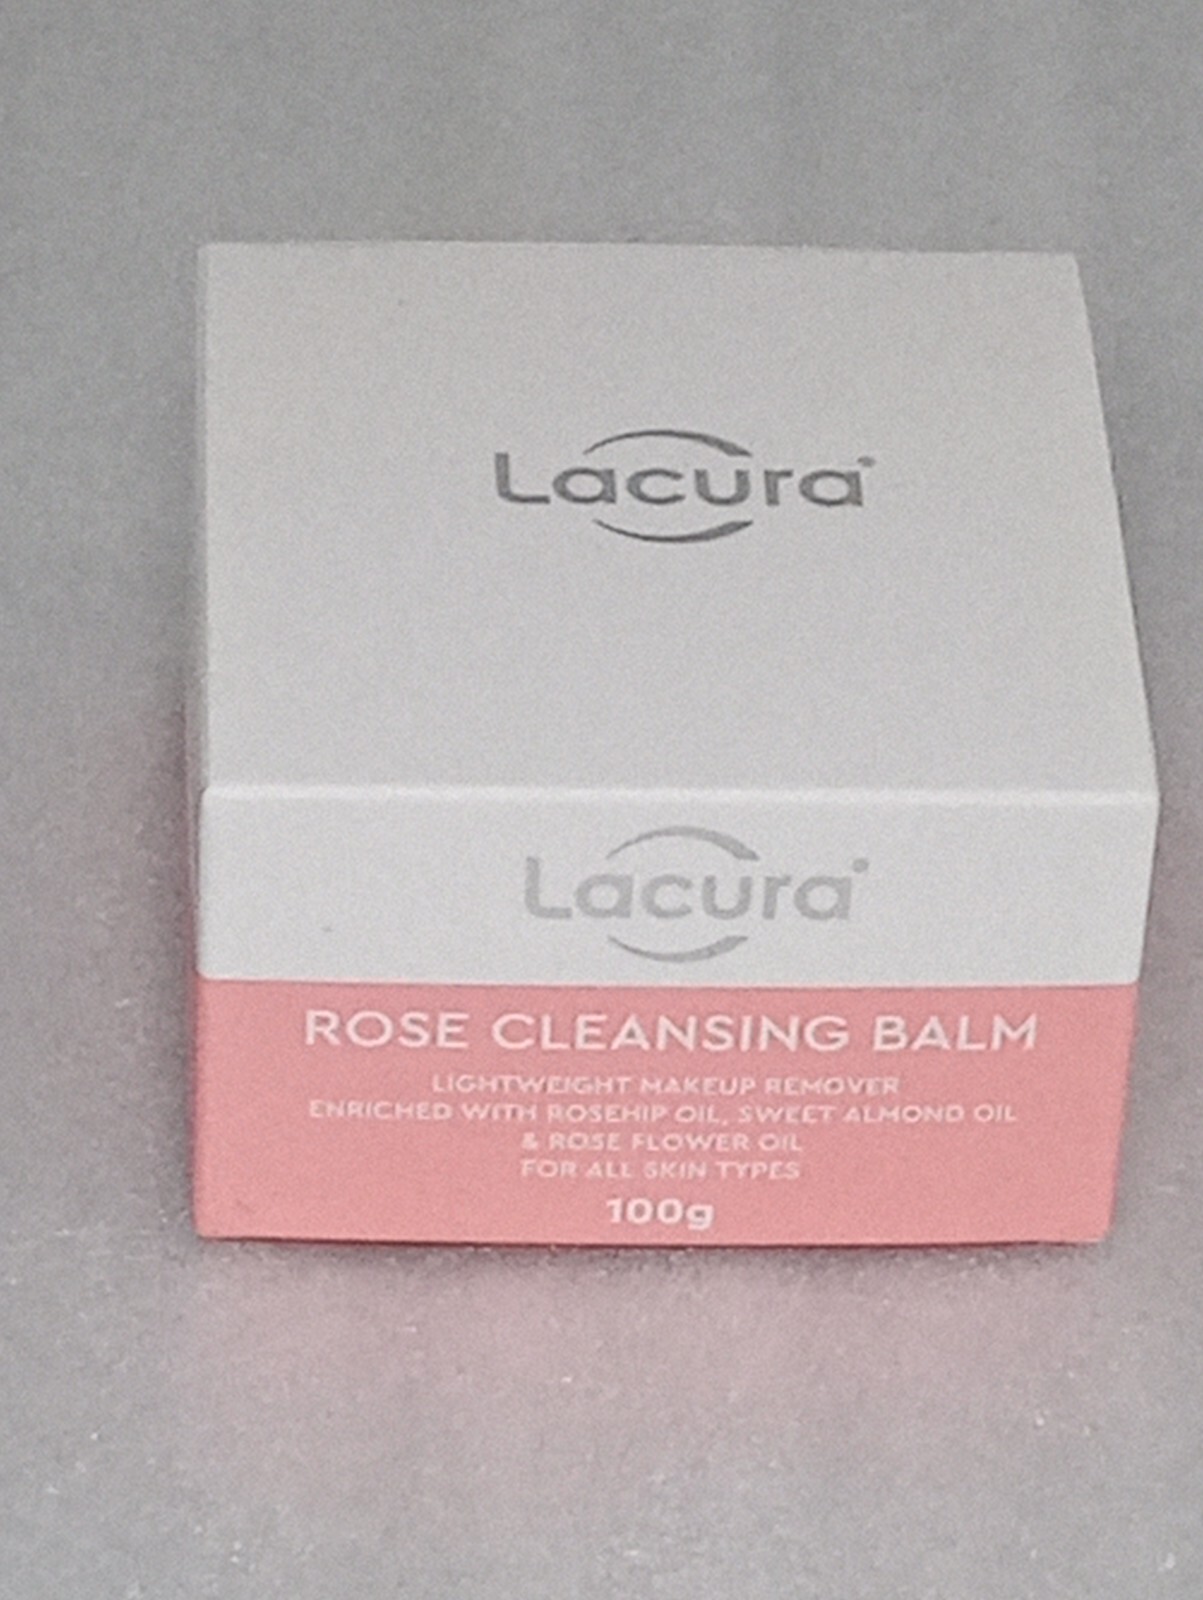 Lacura
Lacura
ROSE CLEANSING BALM
LIGHTWEIGHT MAKEUP REMOVER
ENRICHED WITH ROSEHIP OIL, SWEET ALMOND OIL
& ROSE FLOWER OIL
FOR ALL SKIN TYPES
100g